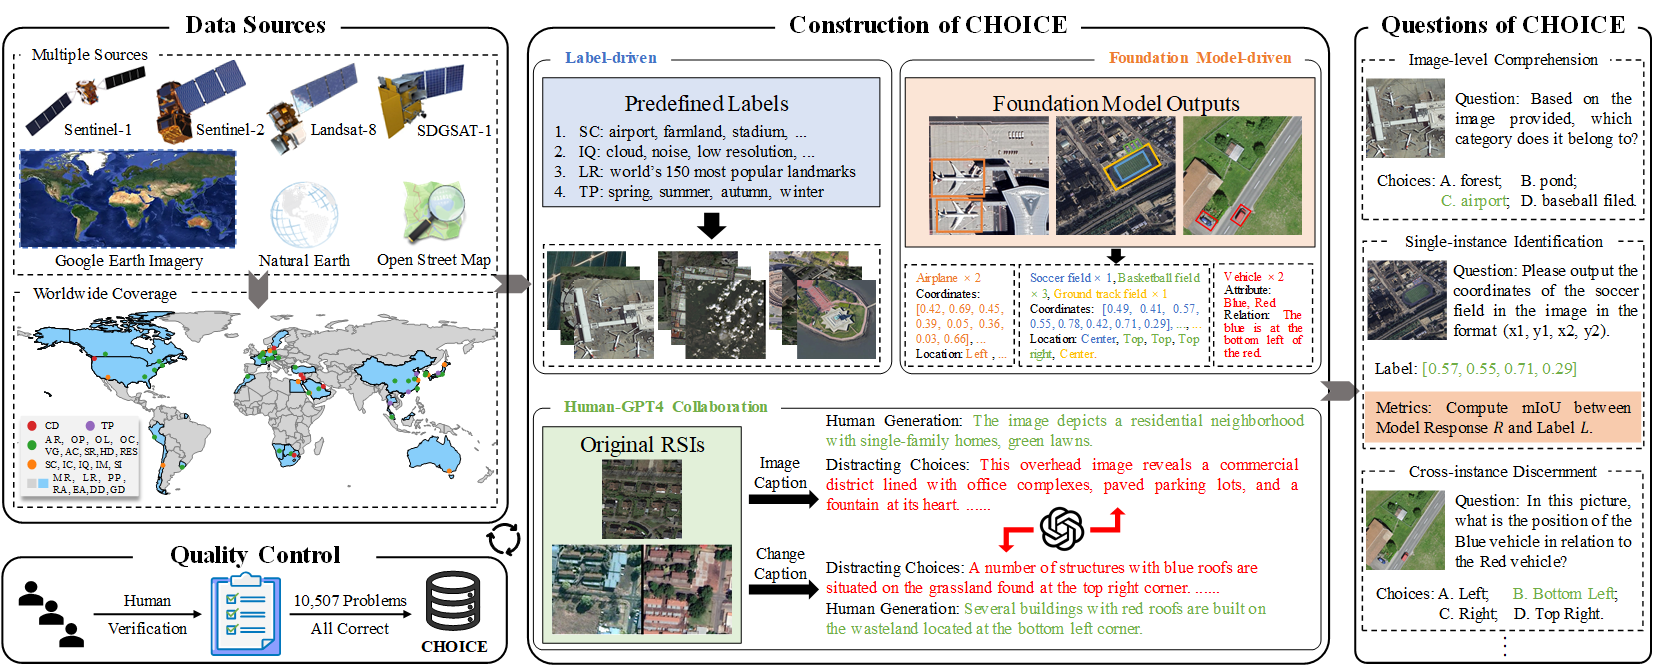 Data Sources
Multiple Sources
Sentinel-1
Sentinel-2
Landsat-8
SDGSAT-1
Google Earth Imagery
Natural Earth
Open Street Map
Worldwide Coverage
CD
TP
AR, OP, OL, OC,
VG, AC, SR, HD, RES
SC, IC, IQ, IM, SI
MR, LR, PP,
RA, EA, DD, GD
Quality Control
Human
Verification
10,507 Problems
All Correct
CHOICE
Construction of CHOICE
Label-driven
Predefined Labels
1. SC: airport, farmland, stadium, ...
2. IQ: cloud, noise, low resolution, ...
3. LR: world's 150 most popular landmarks
4. TP: spring, summer, autumn, winter
Foundation Model-driven
Foundation Model Outputs
Airplane × 2
Coordinates:
[0.42, 0.69, 0.45,
0.39, 0.05, 0.36,
0.03, 0.66], ...
Location: Left , ...
Soccer field × 1, Basketball field
× 3, Ground track field × 1
Coordinates: [0.49, 0.41, 0.57,
0.55, 0.78, 0.42, 0.71, 0.29], ..., ...
Location: Center, Top, Top, Top
right, Center.
Vehicle × 2
Attribute:
Blue, Red
Relation: The
blue is at the
bottom left of
the red.
Human-GPT4 Collaboration
Original RSIs
Image
Caption
Change
Caption
Human Generation: The image depicts a residential neighborhood
with single-family homes, green lawns.
Distracting Choices: This overhead image reveals a commercial
district lined with office complexes, paved parking lots, and a
fountain at its heart. ......
Distracting Choices: A number of structures with blue roofs are
situated on the grassland found at the top right corner. ......
Human Generation: Several buildings with red roofs are built on
the wasteland located at the bottom left corner.
Questions of CHOICE
Image-level Comprehension
Question: Based on the
image provided, which
category does it belong to?
Choices: A. forest; B. pond;
C. airport; D. baseball filed.
Single-instance Identification
Question: Please output the
coordinates of the soccer
field in the image in the
format (x1, y1, x2, y2).
Label: [0.57, 0.55, 0.71, 0.29]
Metrics: Compute mIoU between
Model Response R and Label L.
Cross-instance Discernment
Question: In this picture,
what is the position of the
Blue vehicle in relation to
the Red vehicle?
Choices: A. Left; B. Bottom Left;
C. Right; D. Top Right.